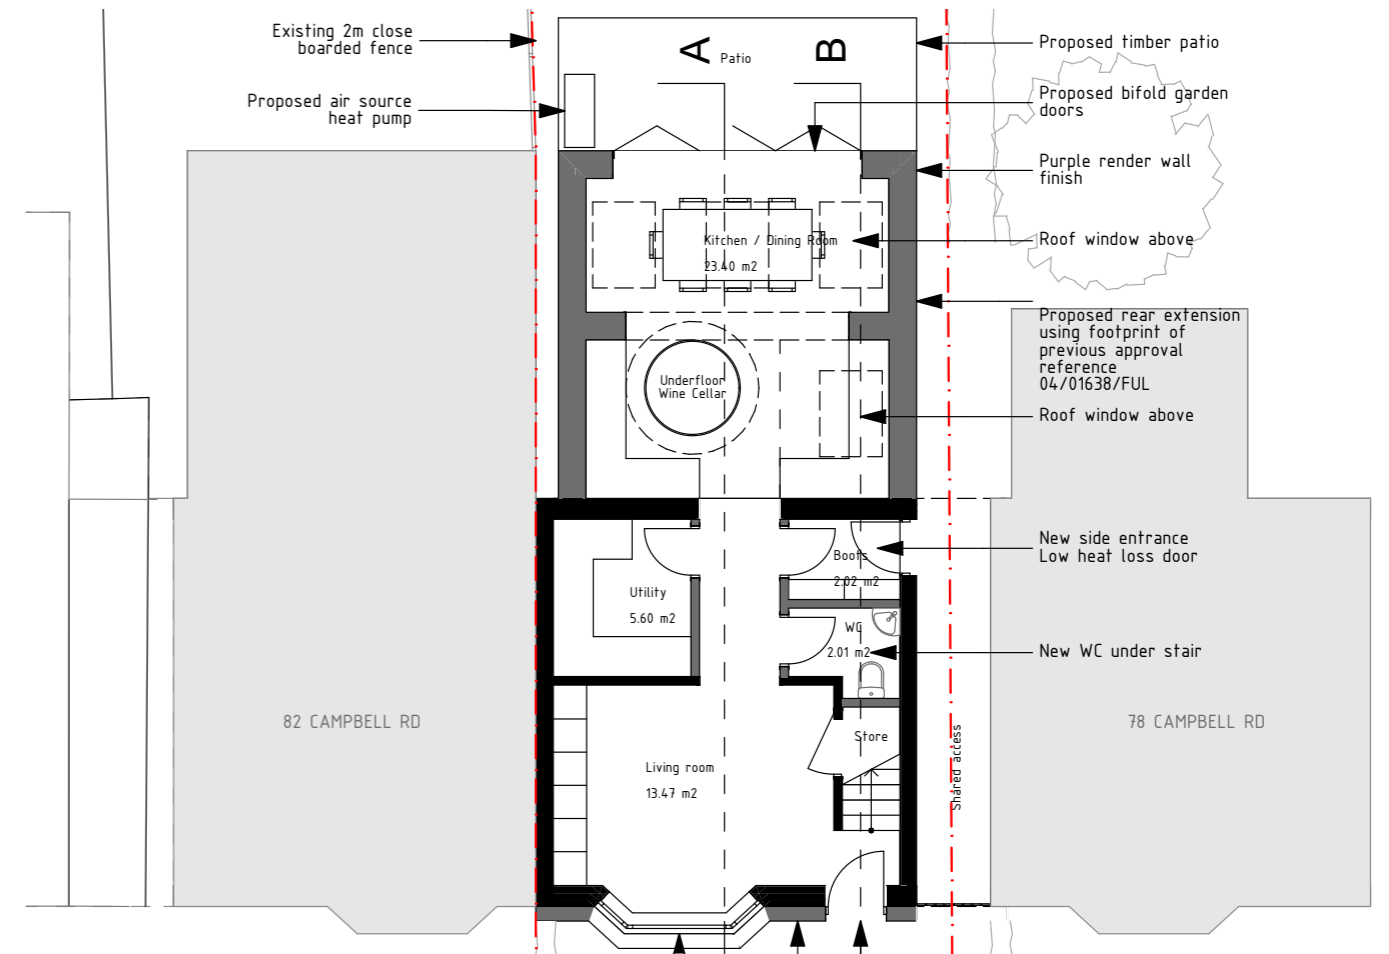 Existing 2m close
boarded fence
Proposed air source
heat pump
A
Patio
B
Proposed timber patio
Proposed bifold garden
doors
Purple render wall
finish
Roof window above
Kitchen / Dining Room
23.40 m2
Proposed rear extension
using footprint of
previous approval
reference
04/01638/FUL
Roof window above
Underfloor
Wine Cellar
New side entrance
Low heat loss door
Boots
2.02 m2
Utility
5.60 m2
WC
2.01 m2
New WC under stair
82 CAMPBELL RD
78 CAMPBELL RD
Store
Living room
13.47 m2
Shared access